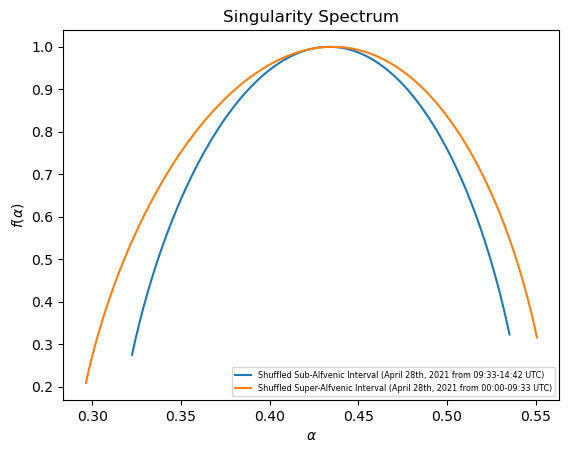 Singularity Spectrum
f(α)
1.0
0.9
0.8
0.7
0.6
0.5
0.4
0.3
0.2
Shuffled Sub-Alfvenic Interval (April 28th, 2021 from 09:33-14:42 UTC)
Shuffled Super-Alfvenic Interval (April 28th, 2021 from 00:00-09:33 UTC)
0.30 0.35 0.40 0.45 0.50 0.55
α